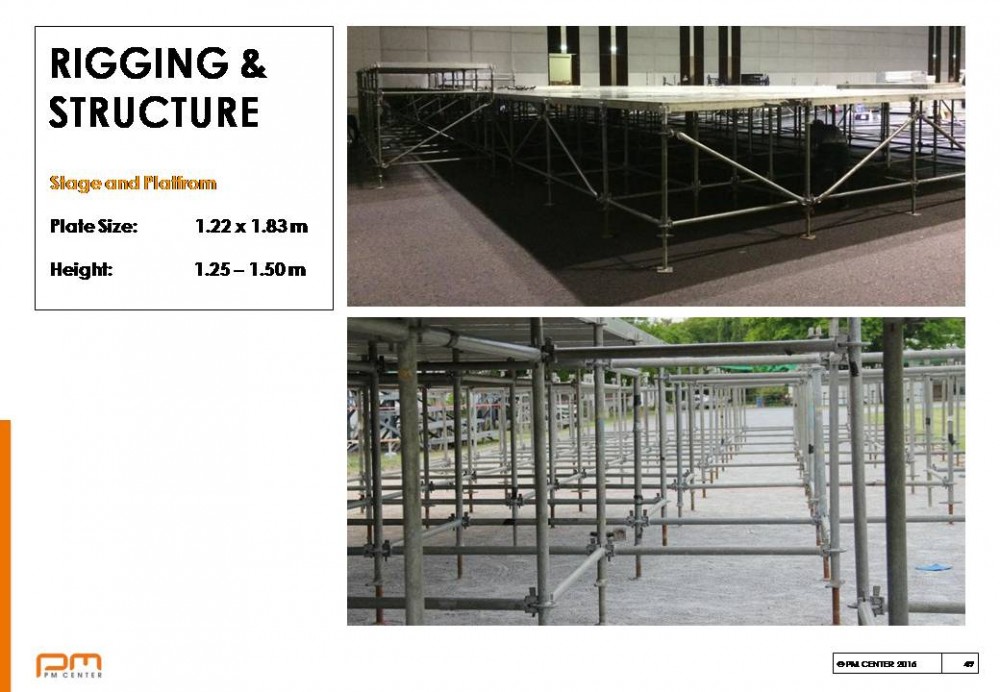 RIGGING &
STRUCTURE
Stage and Platfrom
Plate Size: 1.22 x 1.83 m
Height: 1.25 – 1.50 m
PM CENTER
© PM CENTER 2016 47